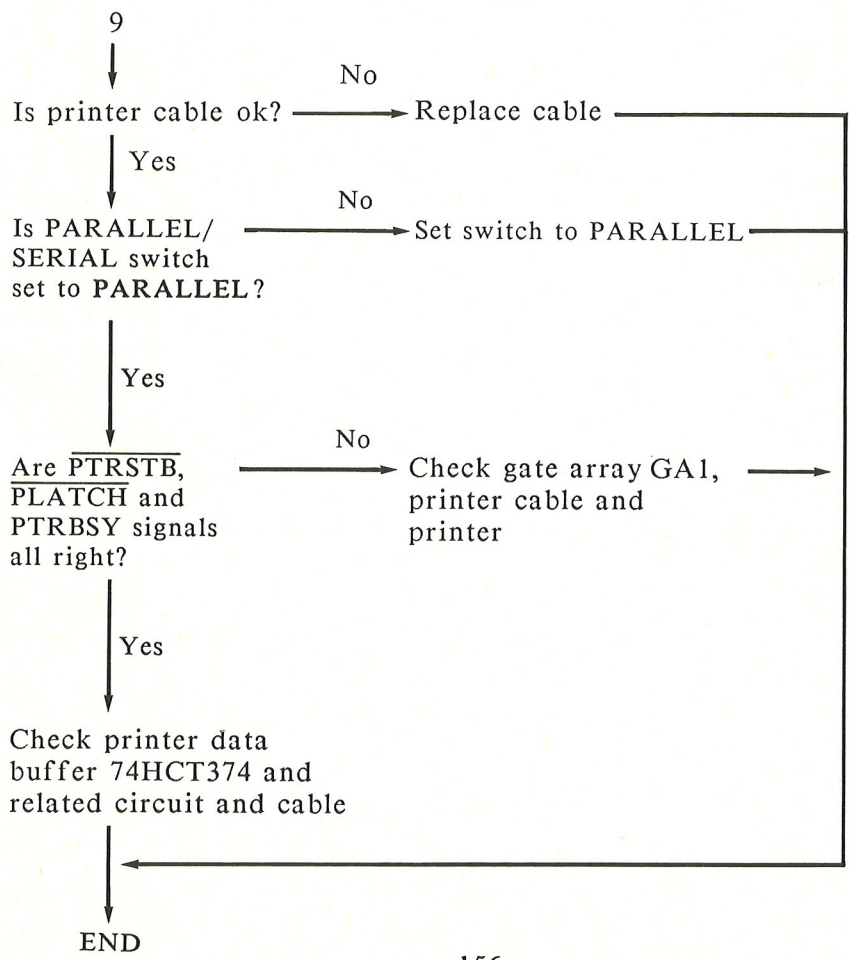 9
No
Is printer cable ok?
Replace cable
Yes
No
Is PARALLEL/
SERIAL switch
set to PARALLEL?
Set switch to PARALLEL
Yes
No
Are PTRSTB,
PLATCH and
PTRBSY signals
all right?
Check gate array GA1,
printer cable and
printer
Yes
Check printer data
buffer 74HCT374 and
related circuit and cable
END
156